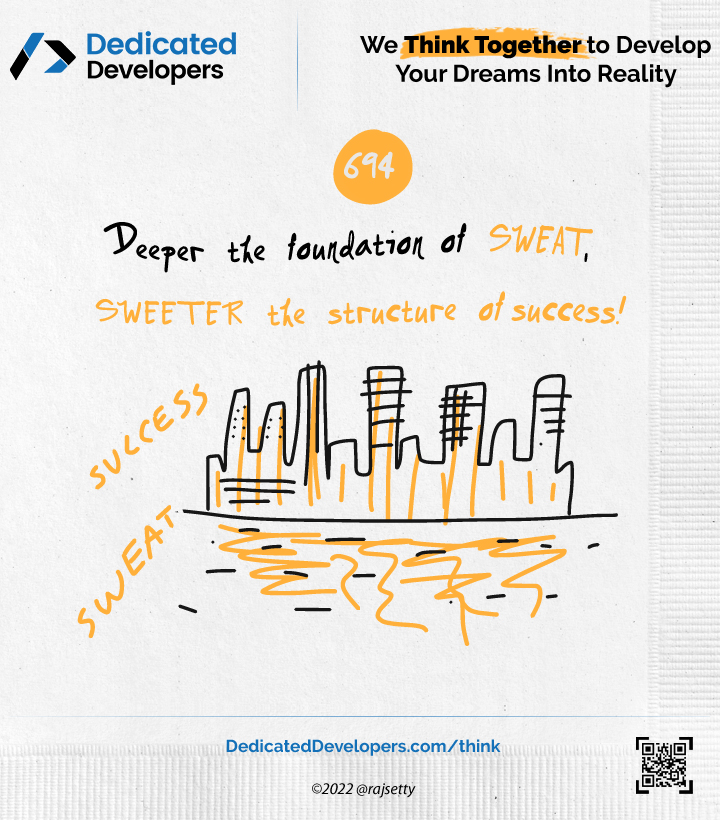 Dedicated
Developers
We Think Together to Develop
Your Dreams Into Reality
694
Deeper the foundation of SWEAT,
SWEETER the structure of success!
SUCCESS
SWEAT
DedicatedDevelopers.com/think
©2022 @rajsetty